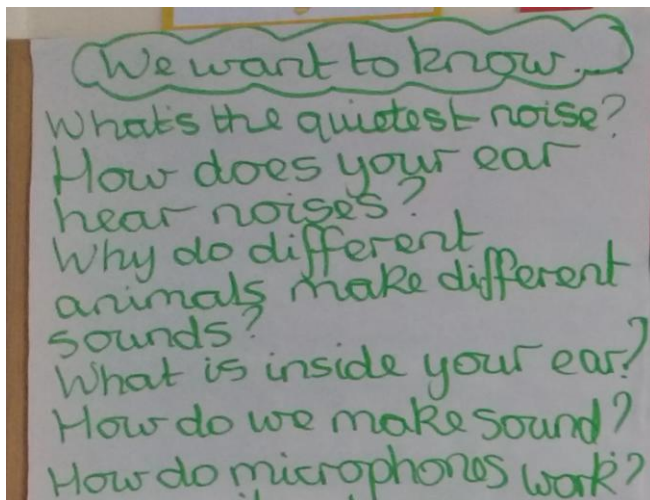 We want to know...
What's the quietest noise?
How does your ear
hear noises?
Why do different
animals make different
sounds?
What is inside your ear?
How do we make sound?
How do microphones work?